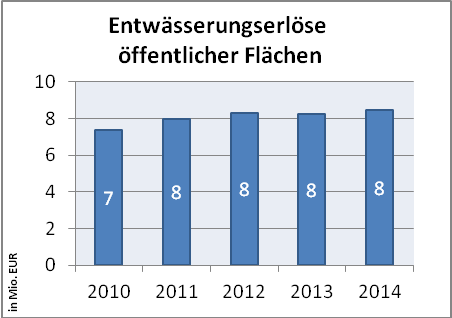 Entwässerungserlöse
öffentlicher Flächen
10
8
6
4
2
0
7
8
8
8
8
2010 2011 2012 2013 2014
in Mio. EUR